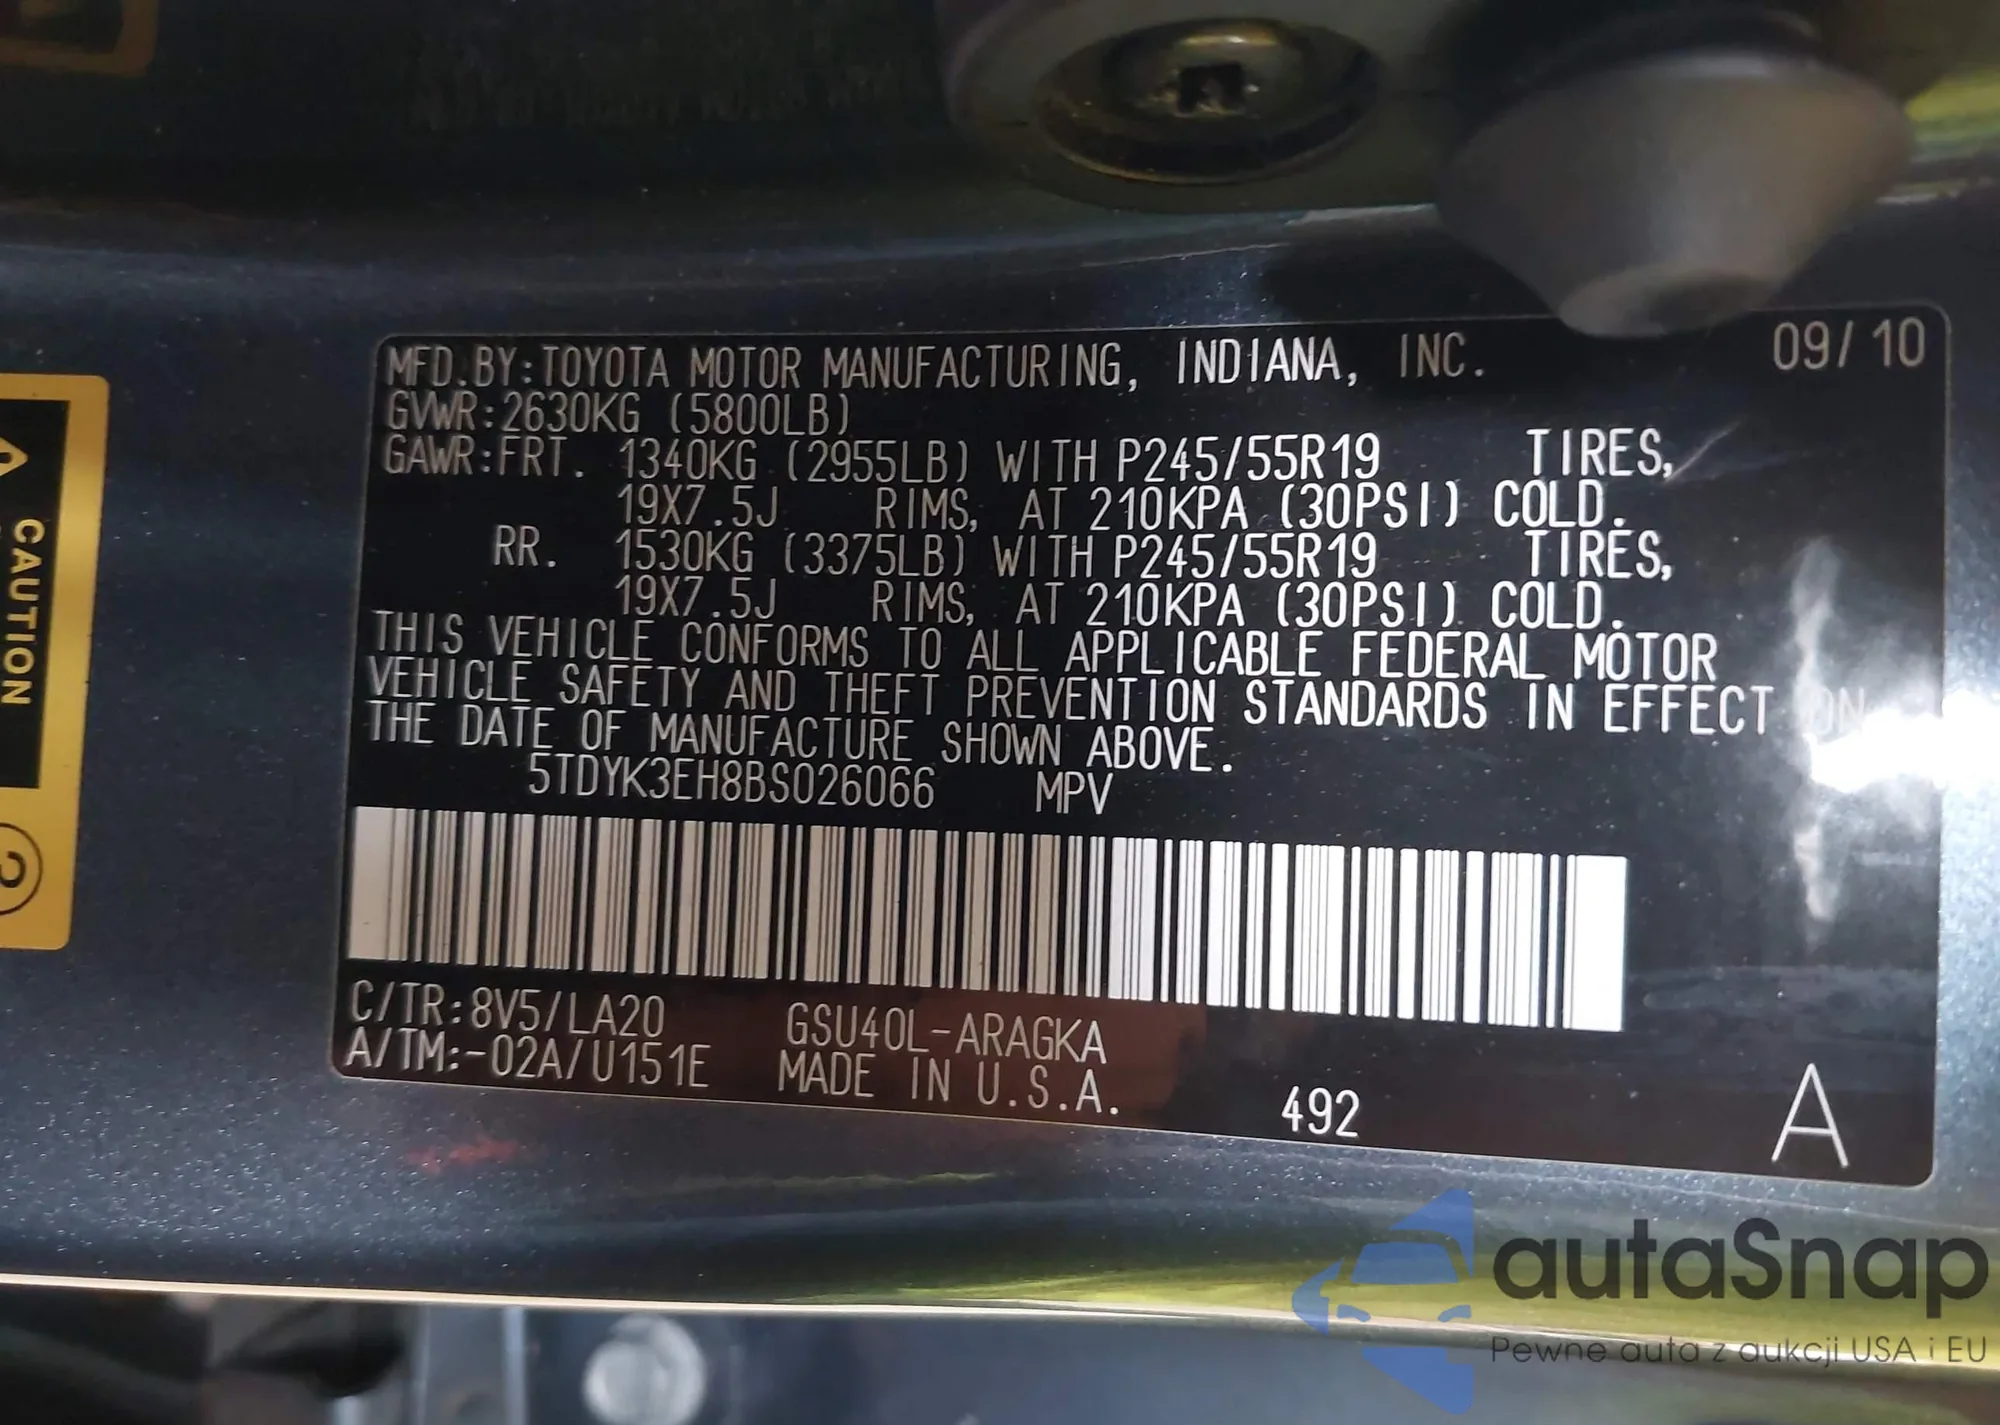 MFD.BY:TOYOTA MOTOR MANUFACTURING, INDIANA, INC. 09/10
GVWR:2630KG (5800LB)
GAWR:FRT. 1340KG (2955LB) WITH P245/55R19 TIRES,
19X7.5J RIMS, AT 210KPA (30PSI) COLD.
RR. 1530KG (3375LB) WITH P245/55R19 TIRES,
19X7.5J RIMS, AT 210KPA (30PSI) COLD.
THIS VEHICLE CONFORMS TO ALL APPLICABLE FEDERAL MOTOR
VEHICLE SAFETY AND THEFT PREVENTION STANDARDS IN EFFECT ON
THE DATE OF MANUFACTURE SHOWN ABOVE.
5TDYK3EH8BS026066 MPV
C/TR:8V5/LA20 GSU40L-ARAGKA
A/TM:-02A/U151E MADE IN U.S.A. 492 A
CAUTION
2
autaSnap
Pewne auta z aukcji USA i EU